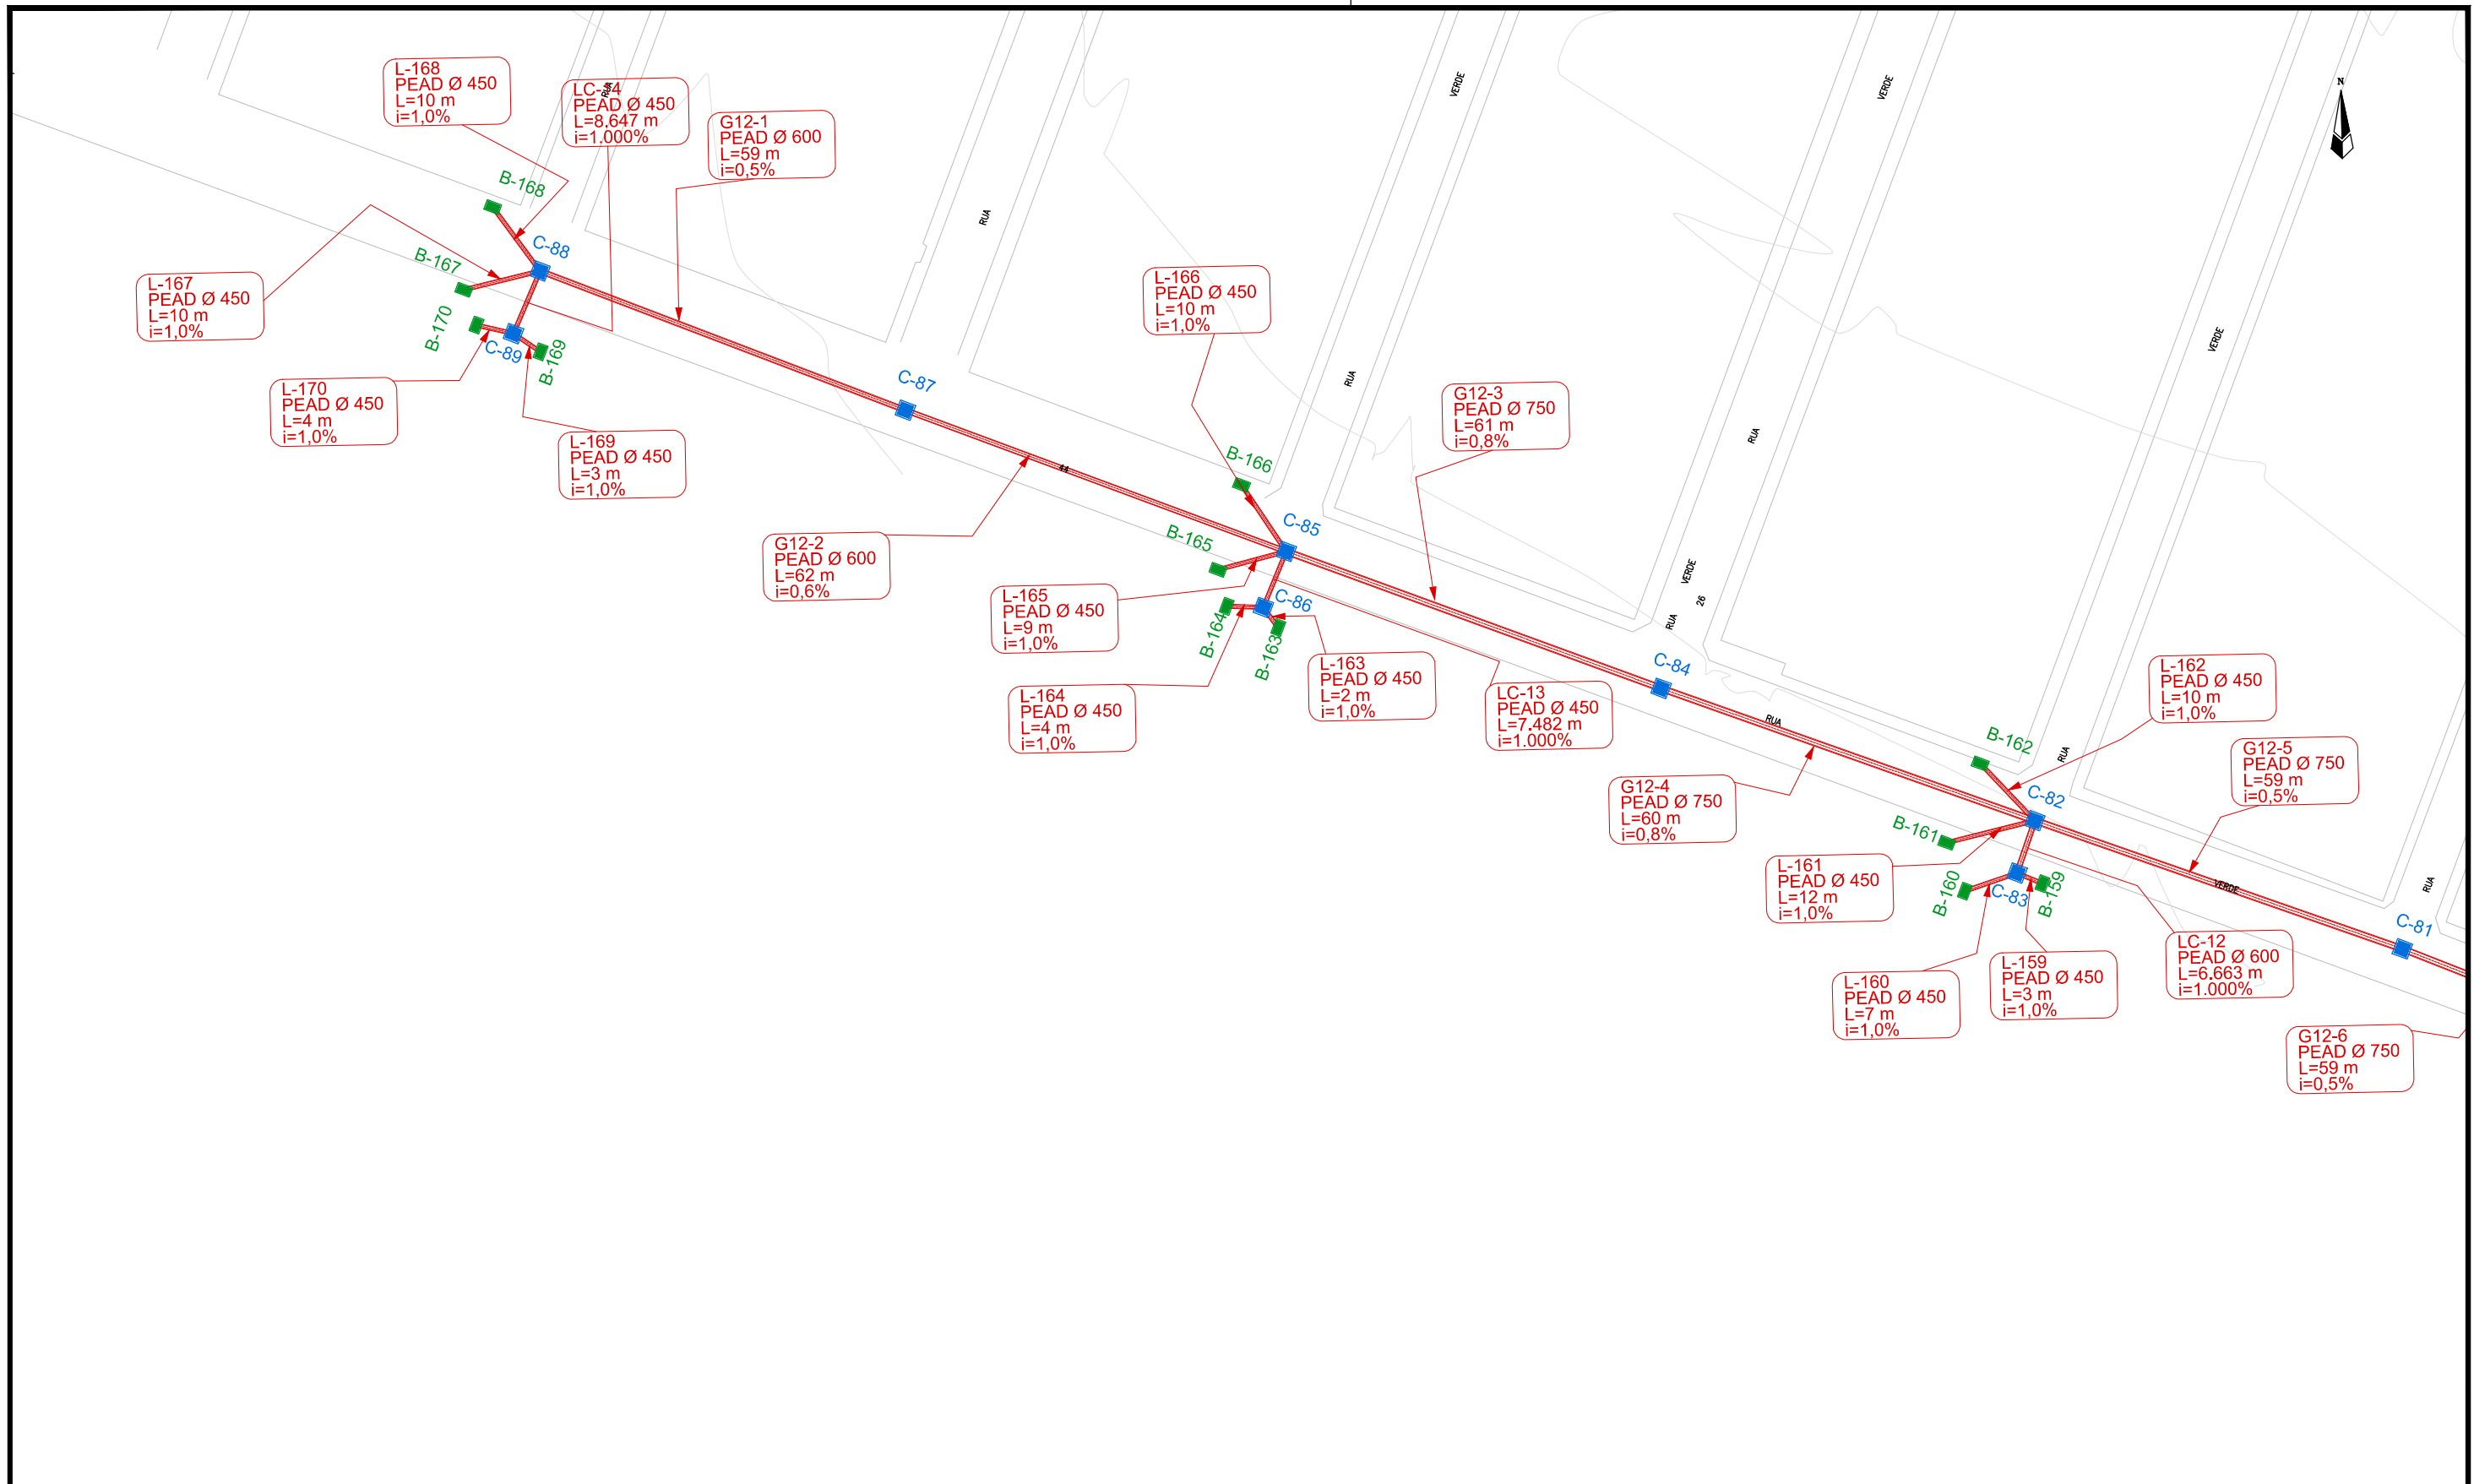 N
L-168
PEAD Ø 450
L=10 m
i=1,0%
RUA
PEAD Ø 450
L=8.647 m
i=1.000%
G12-1
PEAD Ø 600
L=59 m
i=0,5%
VERDE
VERDE
B-168
RUA
C-88
B-167
L-167
PEAD Ø 450
L=10 m
i=1,0%
L-166
PEAD Ø 450
L=10 m
i=1,0%
B-170
C-89
B-169
VERDE
L-170
PEAD Ø 450
L=4 m
i=1,0%
C-87
RUA
G12-3
PEAD Ø 750
L=61 m
i=0,8%
L-169
PEAD Ø 450
L=3 m
i=1,0%
44
B-166
RUA
G12-2
PEAD Ø 600
L=62 m
i=0,6%
B-165
C-85
L-165
PEAD Ø 450
L=9 m
i=1,0%
B-164
C-86
B-163
VERDE
26
RUA
L-164
PEAD Ø 450
L=4 m
i=1,0%
L-163
PEAD Ø 450
L=2 m
i=1,0%
LC-13
PEAD Ø 450
L=7.482 m
i=1.000%
C-84
RUA
L-162
PEAD Ø 450
L=10 m
i=1,0%
B-162
RUA
G12-5
PEAD Ø 750
L=59 m
i=0,5%
G12-4
PEAD Ø 750
L=60 m
i=0,8%
C-82
B-161
L-161
PEAD Ø 450
L=12 m
i=1,0%
B-160
C-83
B-159
VERDE
RUA
C-81
L-160
PEAD Ø 450
L=7 m
i=1,0%
L-159
PEAD Ø 450
L=3 m
i=1,0%
LC-12
PEAD Ø 600
L=6.663 m
i=1.000%
G12-6
PEAD Ø 750
L=59 m
i=0,5%